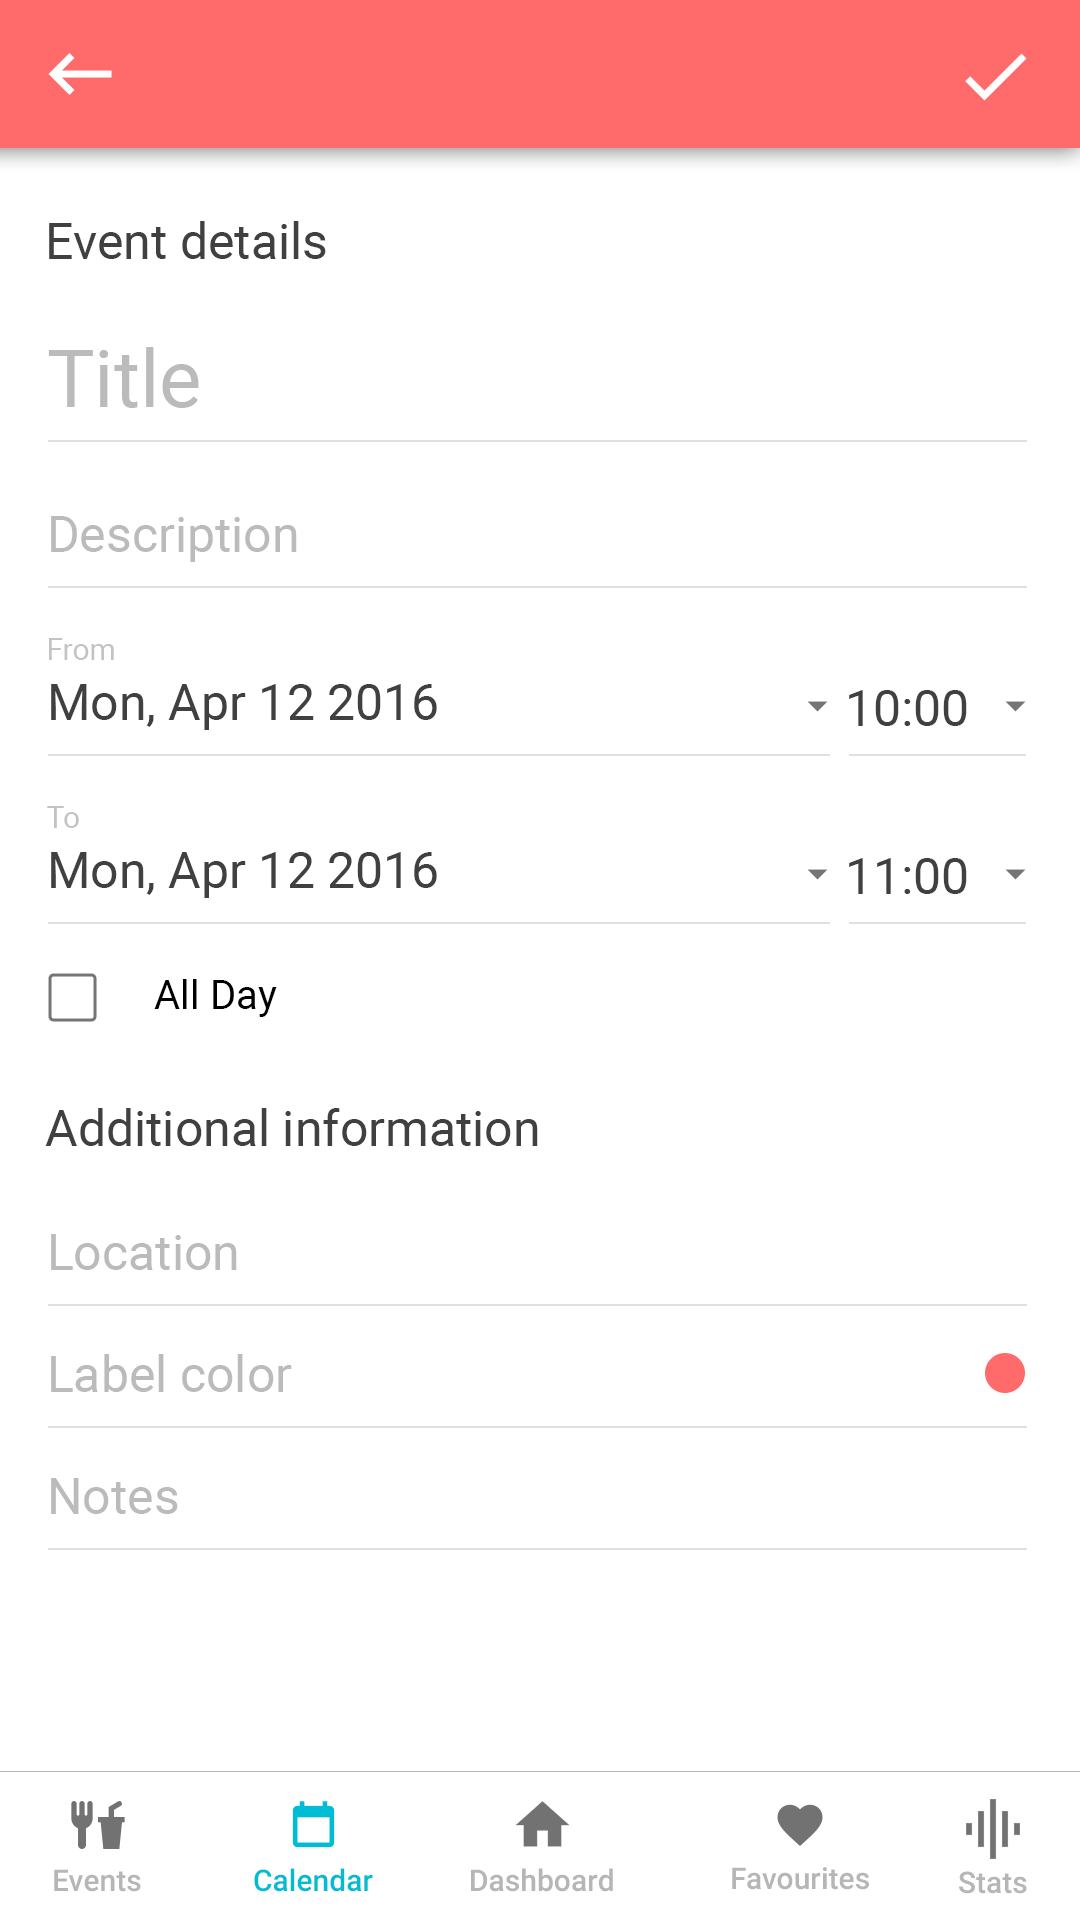 Event details
Title
Description
From
Mon, Apr 12 2016 10:00
To
Mon, Apr 12 2016 11:00
All Day
Additional information
Location
Label color
Notes
Events Calendar Dashboard Favourites Stats